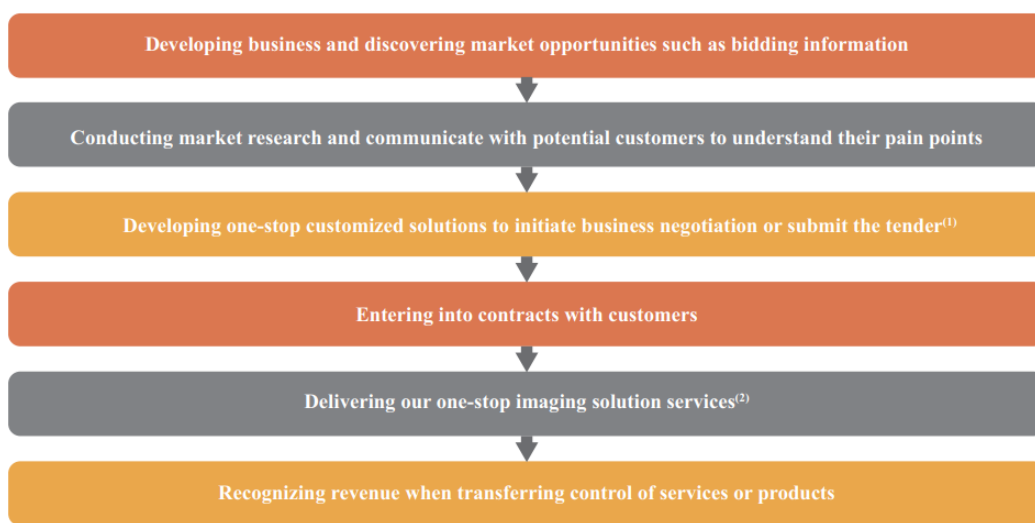 Developing business and discovering market opportunities such as bidding information
Conducting market research and communicate with potential customers to understand their pain points
Developing one-stop customized solutions to initiate business negotiation or submit the tender(1)
Entering into contracts with customers
Delivering our one-stop imaging solution services(2)
Recognizing revenue when transferring control of services or products